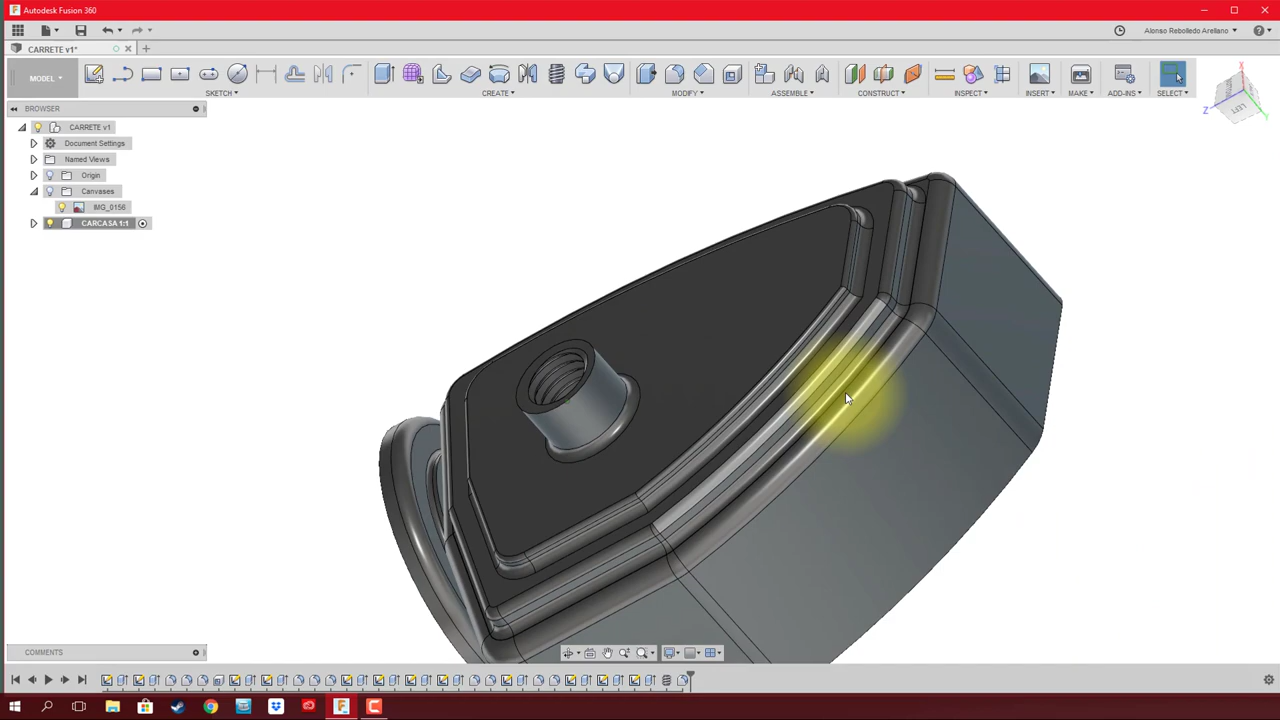 Autodesk Fusion 360
Alonso Rebolledo Arellano
CARRETE v1*
MODEL
SKETCH
CREATE
MODIFY
ASSEMBLE
CONSTRUCT
INSPECT
INSERT
MAKE
ADD-INS
SELECT
X
Z
Y
LEFT
BROWSER
CARRETE v1
Document Settings
Named Views
Origin
Canvases
IMG_0156
CARCASA 1:1
COMMENTS